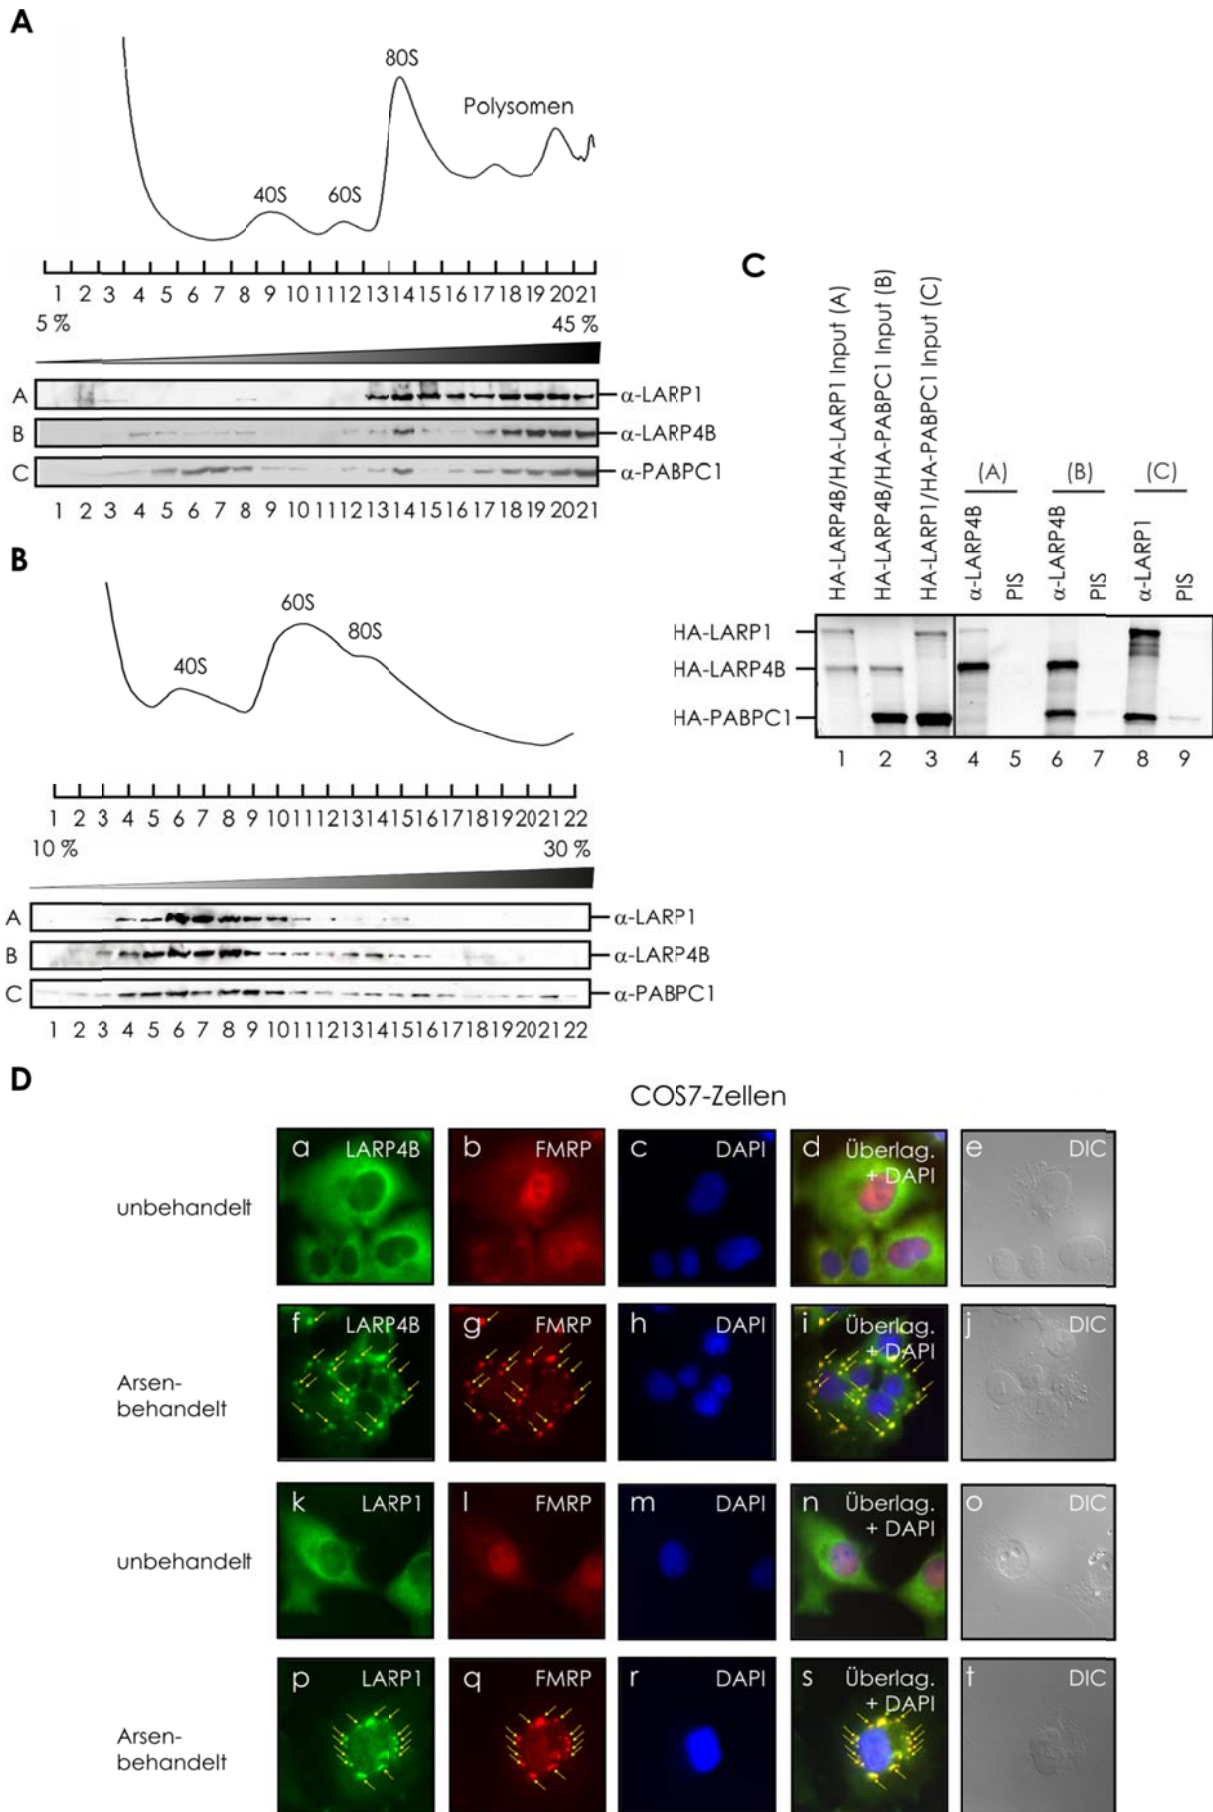 A
80S
Polysomen
40S
60S
1 2 3 4 5 6 7 8 9 10 11 12 13 14 15 16 17 18 19 20 21
5 % 45 %
A α-LARP1
B α-LARP4B
C α-PABPC1
1 2 3 4 5 6 7 8 9 10 11 12 13 14 15 16 17 18 19 20 21
B
60S
80S
40S
1 2 3 4 5 6 7 8 9 10 11 12 13 14 15 16 17 18 19 20 21 22
10 % 30 %
A α-LARP1
B α-LARP4B
C α-PABPC1
1 2 3 4 5 6 7 8 9 10 11 12 13 14 15 16 17 18 19 20 21 22
C
HA-LARP4B/HA-LARP1 Input (A)
HA-LARP4B/HA-PABPC1 Input (B)
HA-LARP1/HA-PABPC1 Input (C)
(A) (B) (C)
α-LARP4B
PIS
α-LARP4B
PIS
α-LARP1
PIS
HA-LARP1
HA-LARP4B
HA-PABPC1
1 2 3 4 5 6 7 8 9
D
COS7-Zellen
unbehandelt
a LARP4B
b FMRP
c DAPI
d Überlag.
+ DAPI
e DIC
Arsen-
behandelt
f LARP4B
g FMRP
h DAPI
i Überlag.
+ DAPI
j DIC
unbehandelt
k LARP1
l FMRP
m DAPI
n Überlag.
+ DAPI
o DIC
Arsen-
behandelt
p LARP1
q FMRP
r DAPI
s Überlag.
+ DAPI
t DIC